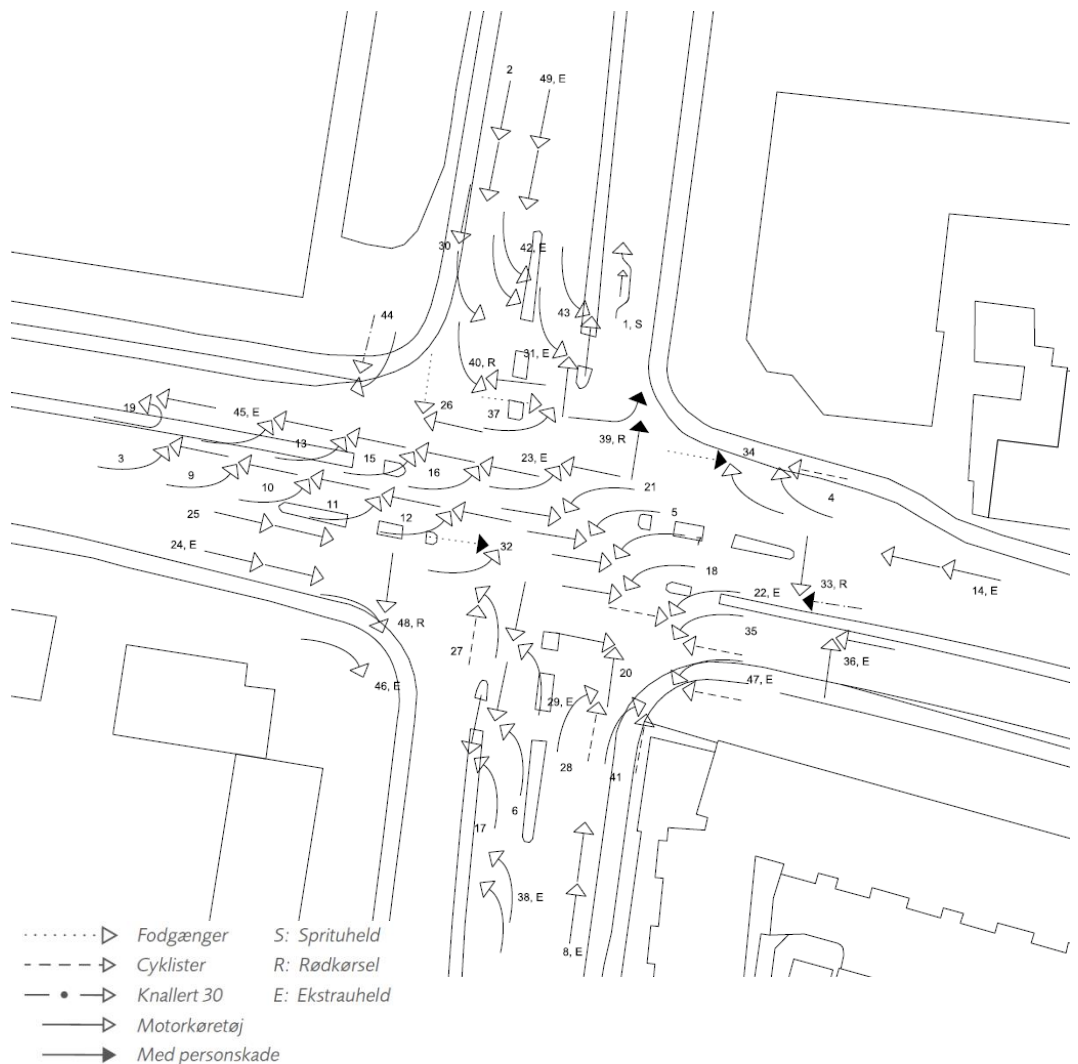 2
49, E
30
42, E
43
1, S
44
31, E
40, R
19
45, E
26
37
39, R
34
13
3
15
16
23, E
9
10
21
4
11
12
5
25
24, E
32
18
33, R
14, E
22, E
48, R
35
27
36, E
46, E
20
47, E
29, E
28
41
6
17
38, E
8, E
Fodgænger S: Sprituheld
Cyklister R: Rødkørsel
Knallert 30 E: Ekstrauheld
Motorkøretøj
Med personskade